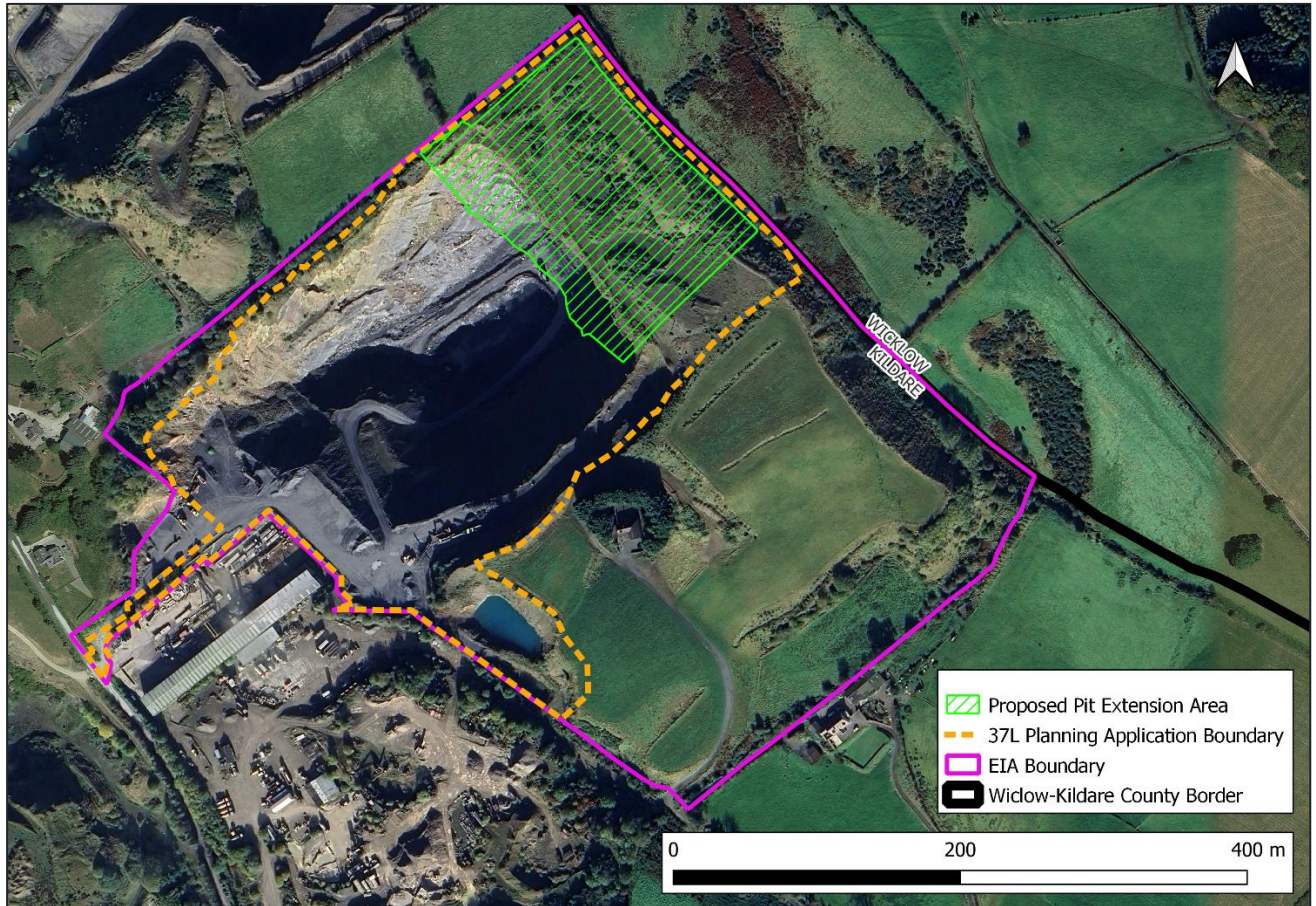 WICKLOW
KILDARE
Proposed Pit Extension Area
37L Planning Application Boundary
EIA Boundary
Wiclow-Kildare County Border
0 200 400 m